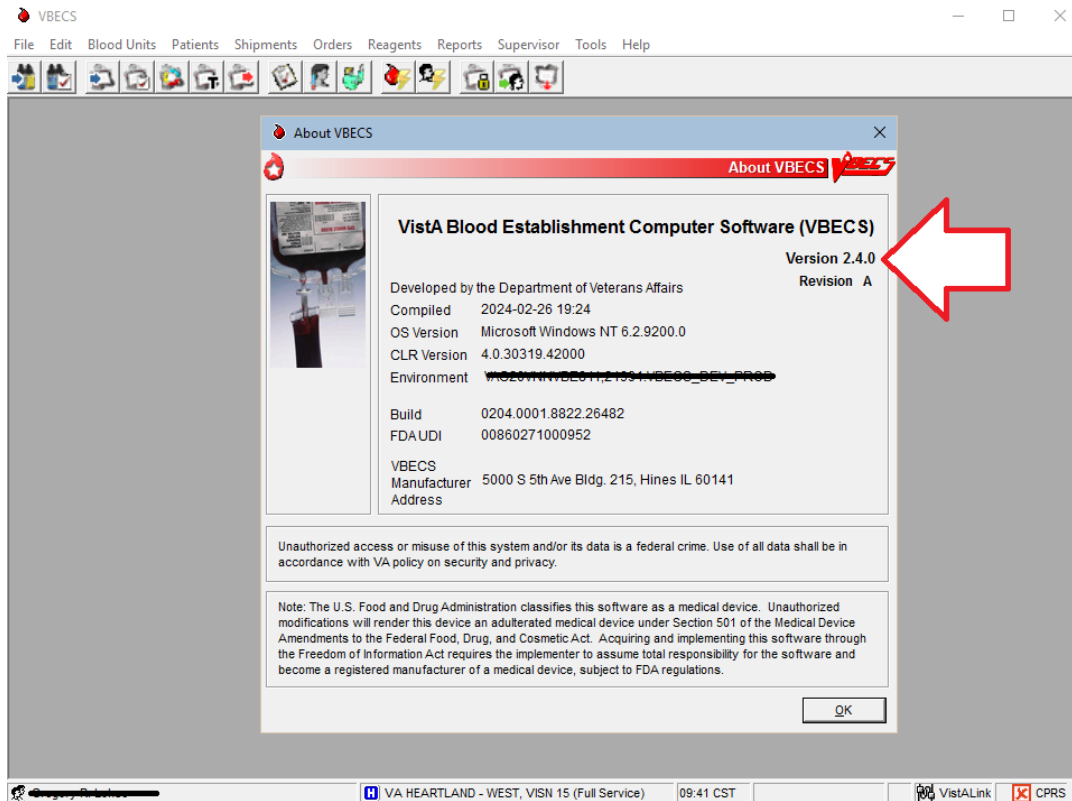 VBECS
File Edit Blood Units Patients Shipments Orders Reagents Reports Supervisor Tools Help
About VBECS
About VBECS VBECS
VistA Blood Establishment Computer Software (VBECS)
Version 2.4.0
Revision A
Developed by the Department of Veterans Affairs
Compiled 2024-02-26 19:24
OS Version Microsoft Windows NT 6.2.9200.0
CLR Version 4.0.30319.42000
Environment
Build 0204.0001.8822.26482
FDA UDI 00860271000952
VBECS
Manufacturer 5000 S 5th Ave Bldg. 215, Hines IL 60141
Address
Unauthorized access or misuse of this system and/or its data is a federal crime. Use of all data shall be in
accordance with VA policy on security and privacy.
Note: The U.S. Food and Drug Administration classifies this software as a medical device. Unauthorized
modifications will render this device an adulterated medical device under Section 501 of the Medical Device
Amendments to the Federal Food, Drug, and Cosmetic Act. Acquiring and implementing this software through
the Freedom of Information Act requires the implementer to assume total responsibility for the software and
become a registered manufacturer of a medical device, subject to FDA regulations.
OK
H VA HEARTLAND - WEST, VISN 15 (Full Service) 09:41 CST VistALink CPRS